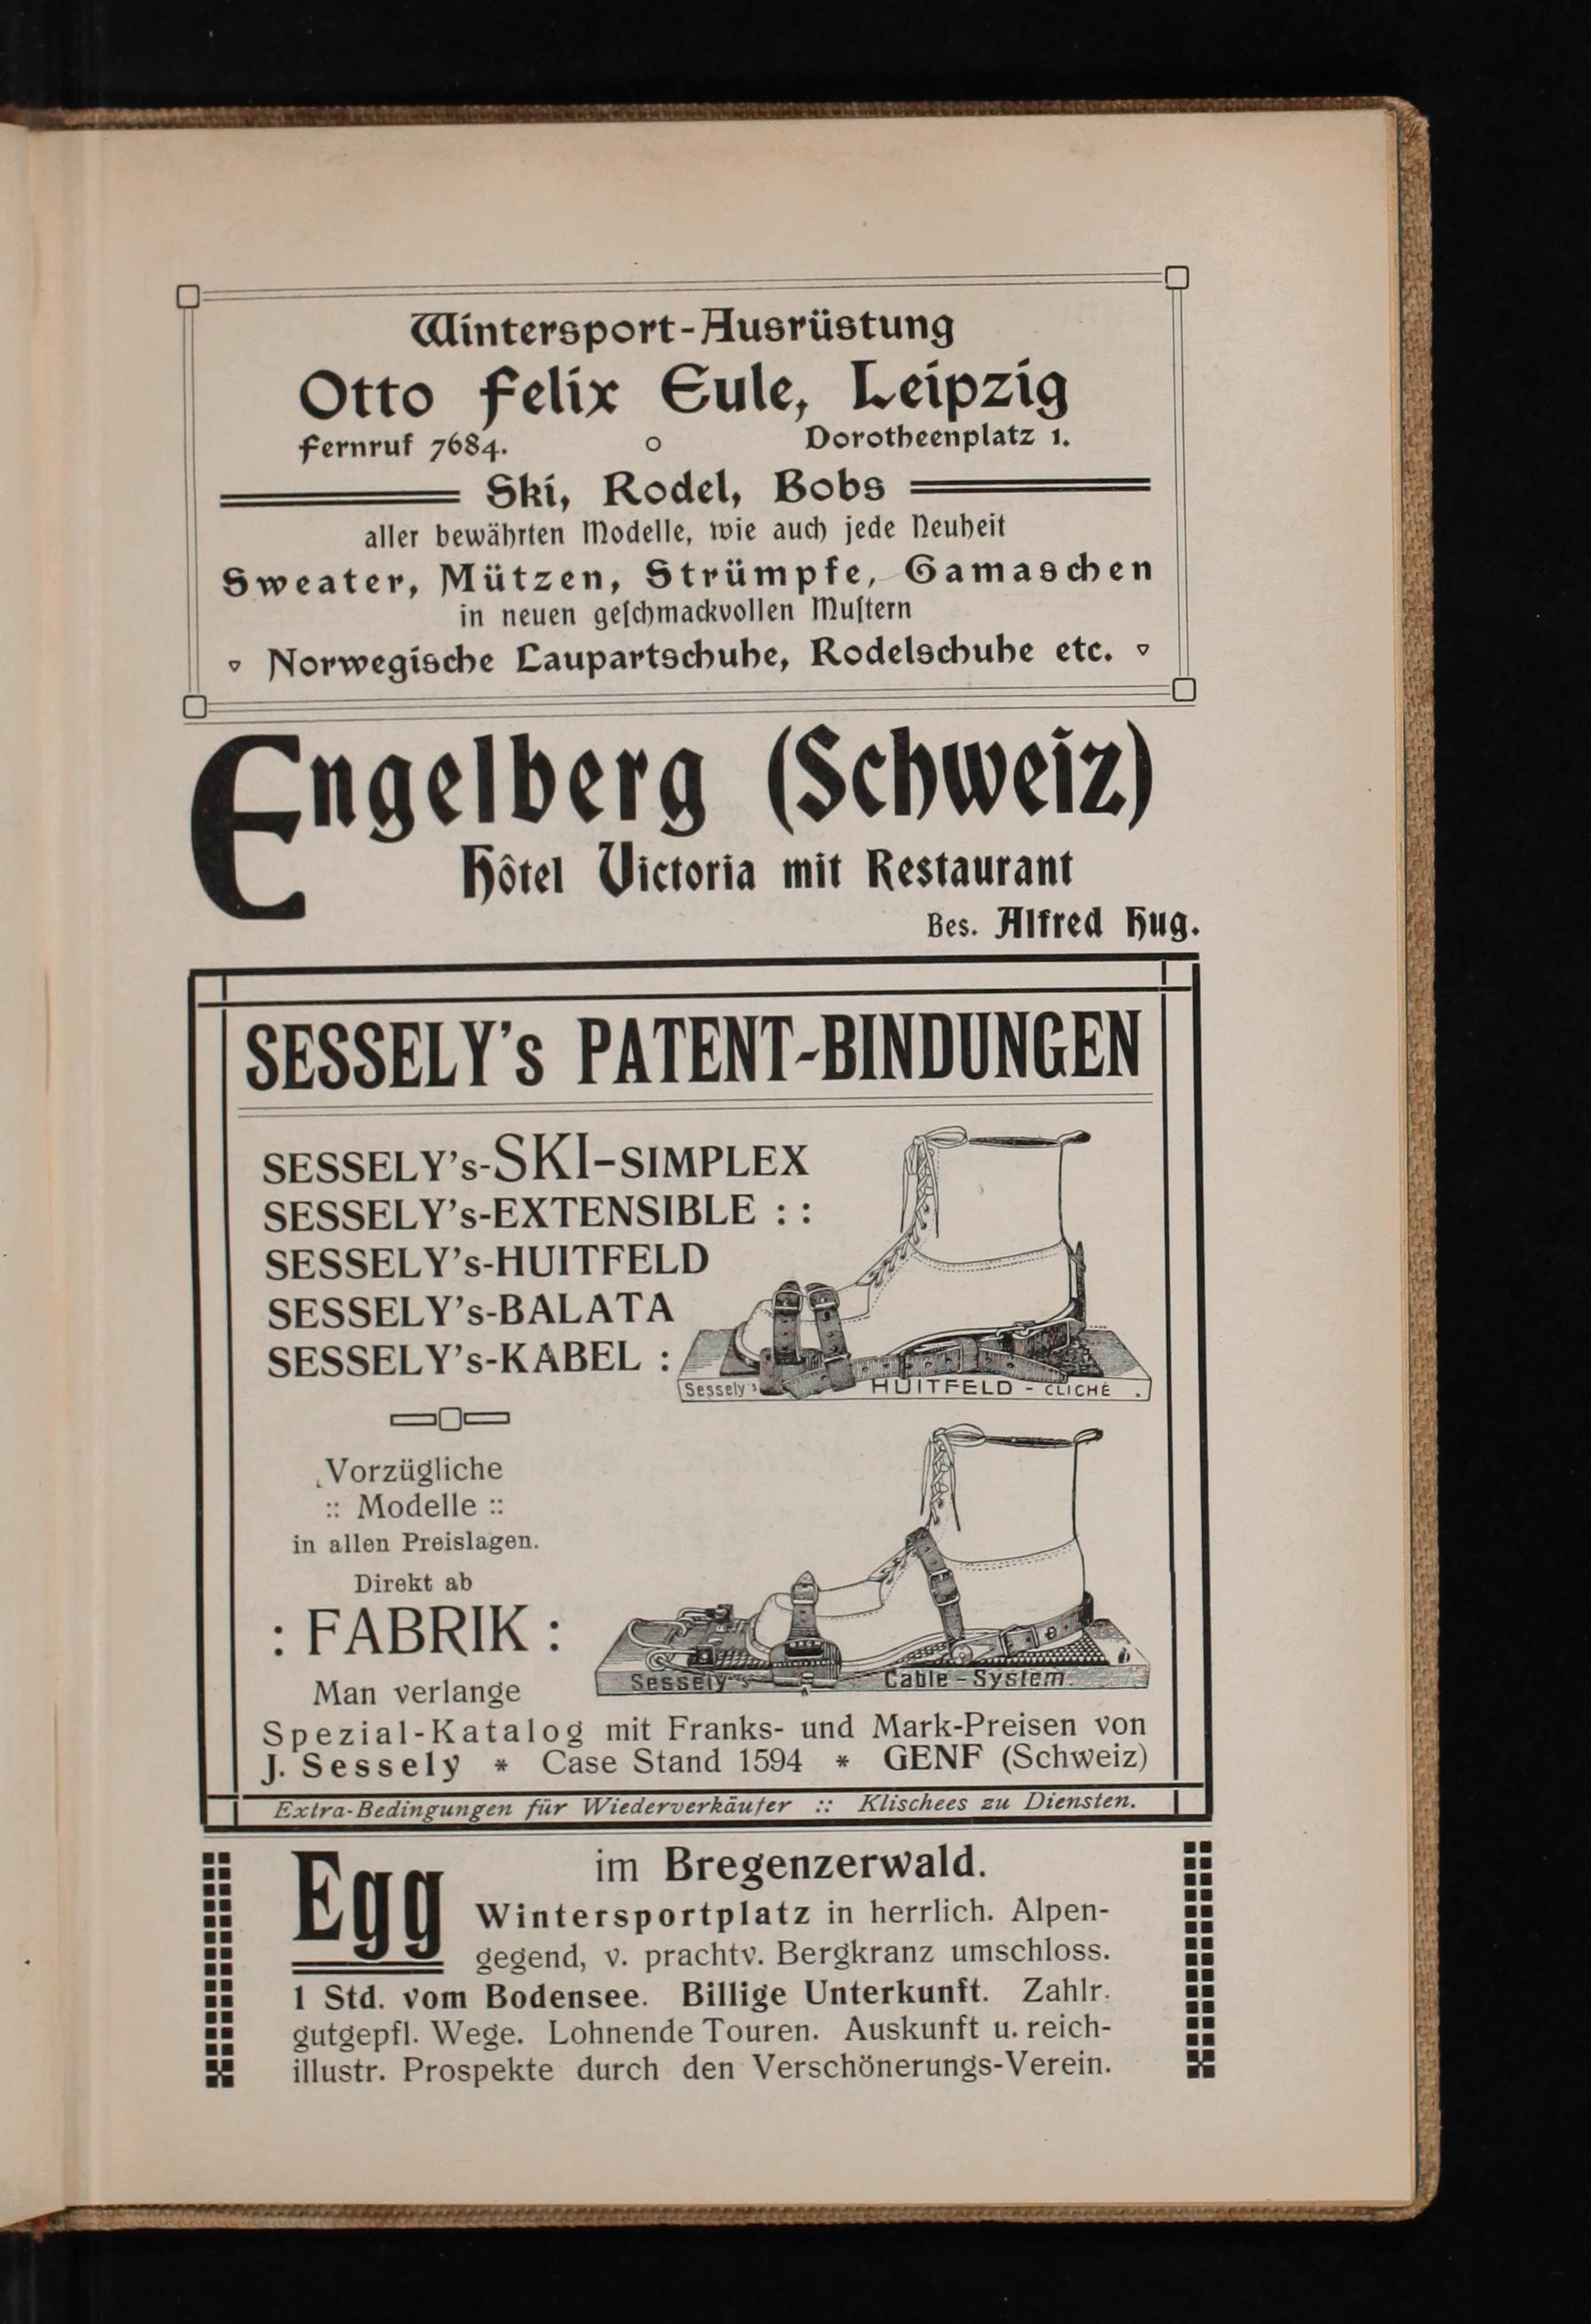 Wintersport-Ausrüstung
Otto Felix Eule, Leipzig
Fernruf 7684. o Dorotheenplatz 1.
Ski, Rodel, Bobs
aller bewährten Modelle, wie auch jede Neuheit
Sweater, Mützen, Strümpfe, Gamaschen
in neuen geſchmackvollen Muſtern
Norwegische Laupartschuhe, Rodelschuhe etc.
Engelberg (Schweiz)
Hôtel Victoria mit Restaurant
Bes. Alfred Hug.
SESSELY's PATENT-BINDUNGEN
SESSELY's-SKI-SIMPLEX
SESSELY's-EXTENSIBLE : :
SESSELY's-HUITFELD
SESSELY's-BALATA
SESSELY's-KABEL :
Sessely's HUITFELD - CLICHÉ .
Vorzügliche
:: Modelle ::
in allen Preislagen.
Direkt ab
: FABRIK :
Sessely's Cable - System.
Man verlange
Spezial-Katalog mit Franks- und Mark-Preisen von
J. Sessely * Case Stand 1594 * GENF (Schweiz)
Extra-Bedingungen für Wiederverkäufer :: Klischees zu Diensten.
Egg im Bregenzerwald.
Wintersportplatz in herrlich. Alpen-
gegend, v. prachtv. Bergkranz umschloss.
1 Std. vom Bodensee. Billige Unterkunft. Zahlr.
gutgepfl. Wege. Lohnende Touren. Auskunft u. reich-
illustr. Prospekte durch den Verschönerungs-Verein.